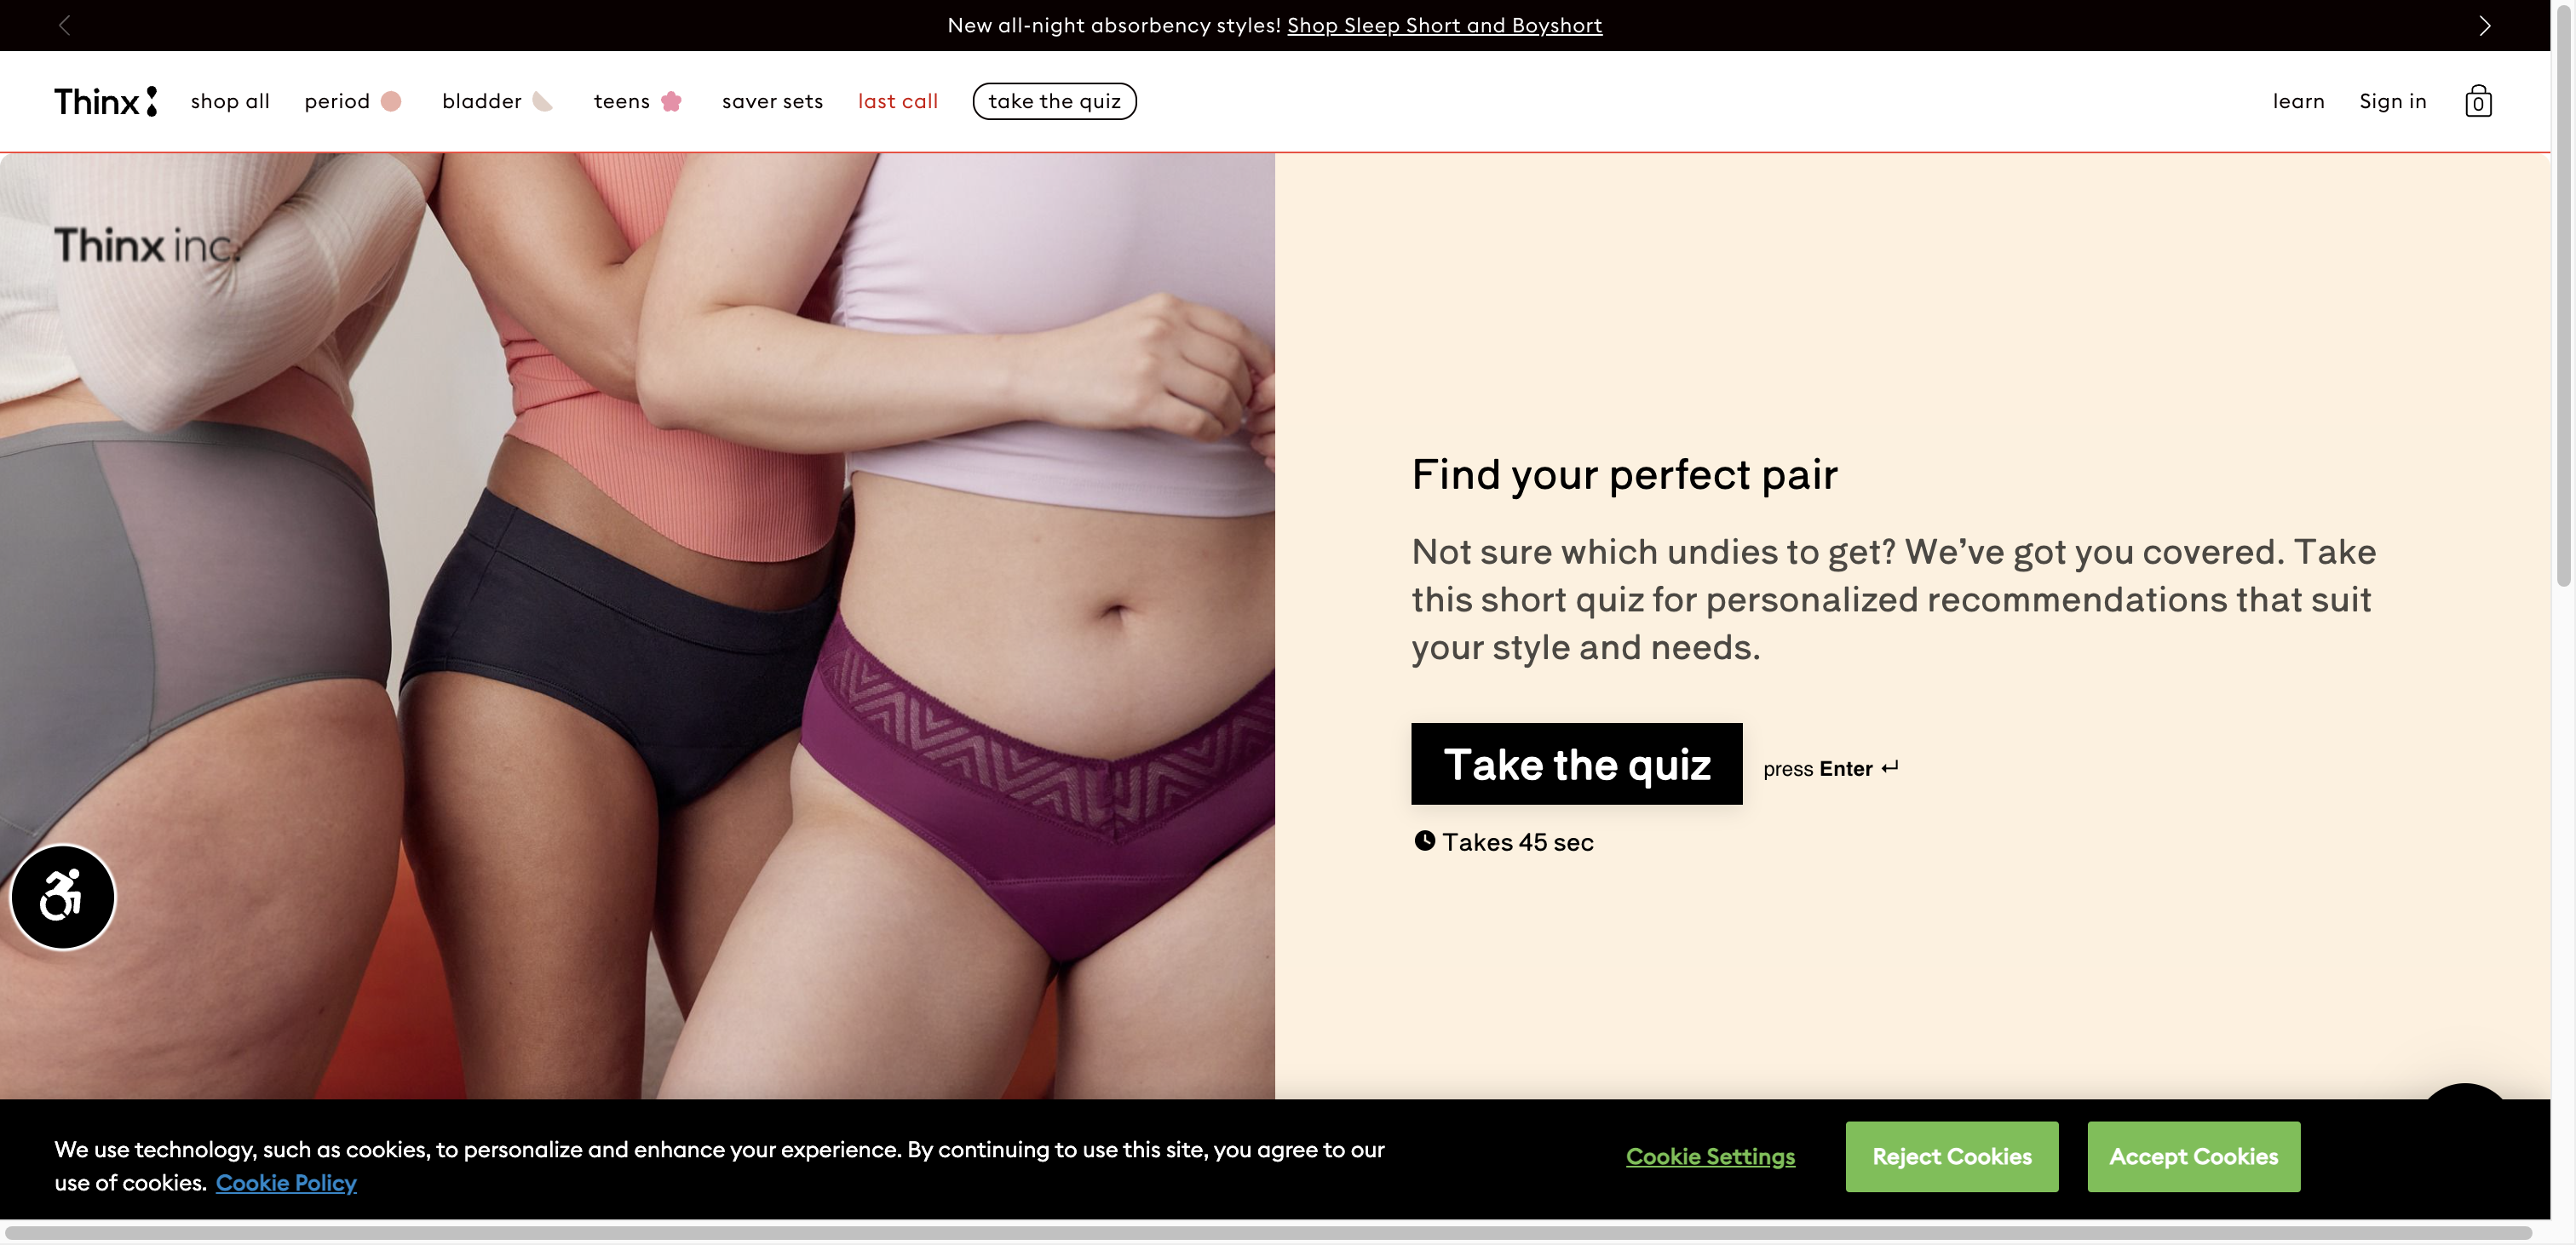 New all-night absorbency styles! Shop Sleep Short and Boyshort
Thinx shop all period bladder teens saver sets last call take the quiz learn Sign in 0
Thinx inc.
Find your perfect pair
Not sure which undies to get? We’ve got you covered. Take
this short quiz for personalized recommendations that suit
your style and needs.
Take the quiz press Enter ↵
Takes 45 sec
We use technology, such as cookies, to personalize and enhance your experience. By continuing to use this site, you agree to our
use of cookies. Cookie Policy
Cookie Settings Reject Cookies Accept Cookies